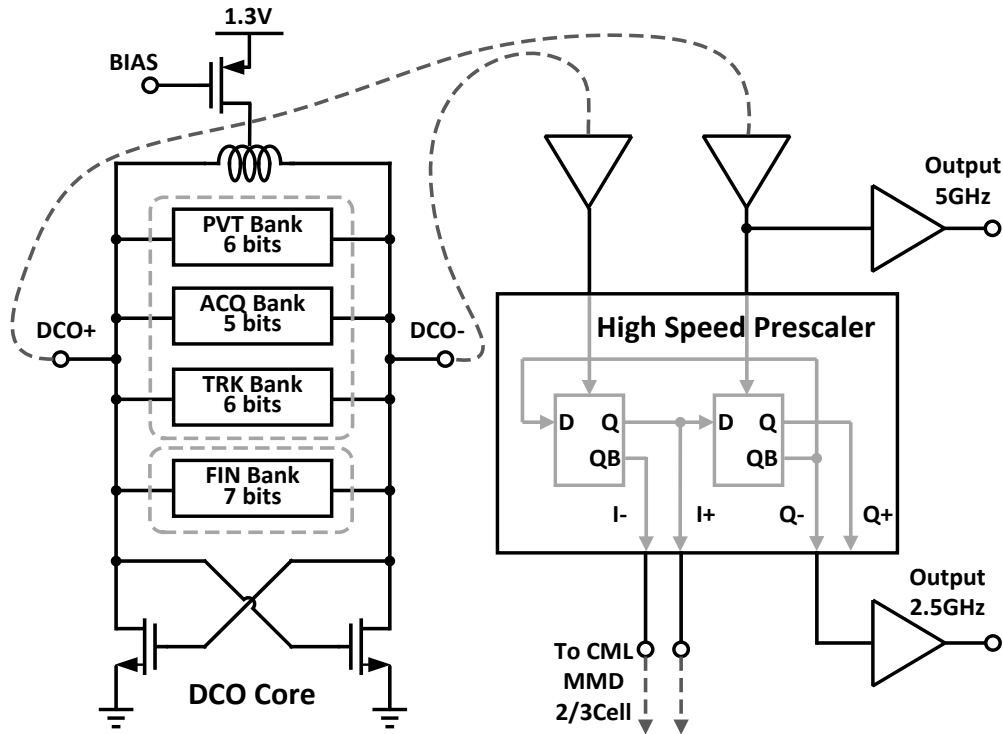 1.3V
BIAS
PVT Bank
6 bits
ACQ Bank
5 bits
DCO+
DCO-
TRK Bank
6 bits
FIN Bank
7 bits
DCO Core
Output
5GHz
High Speed Prescaler
D
Q
QB
D
Q
QB
I-
I+
Q-
Q+
Output
2.5GHz
To CML
MMD
2/3Cell